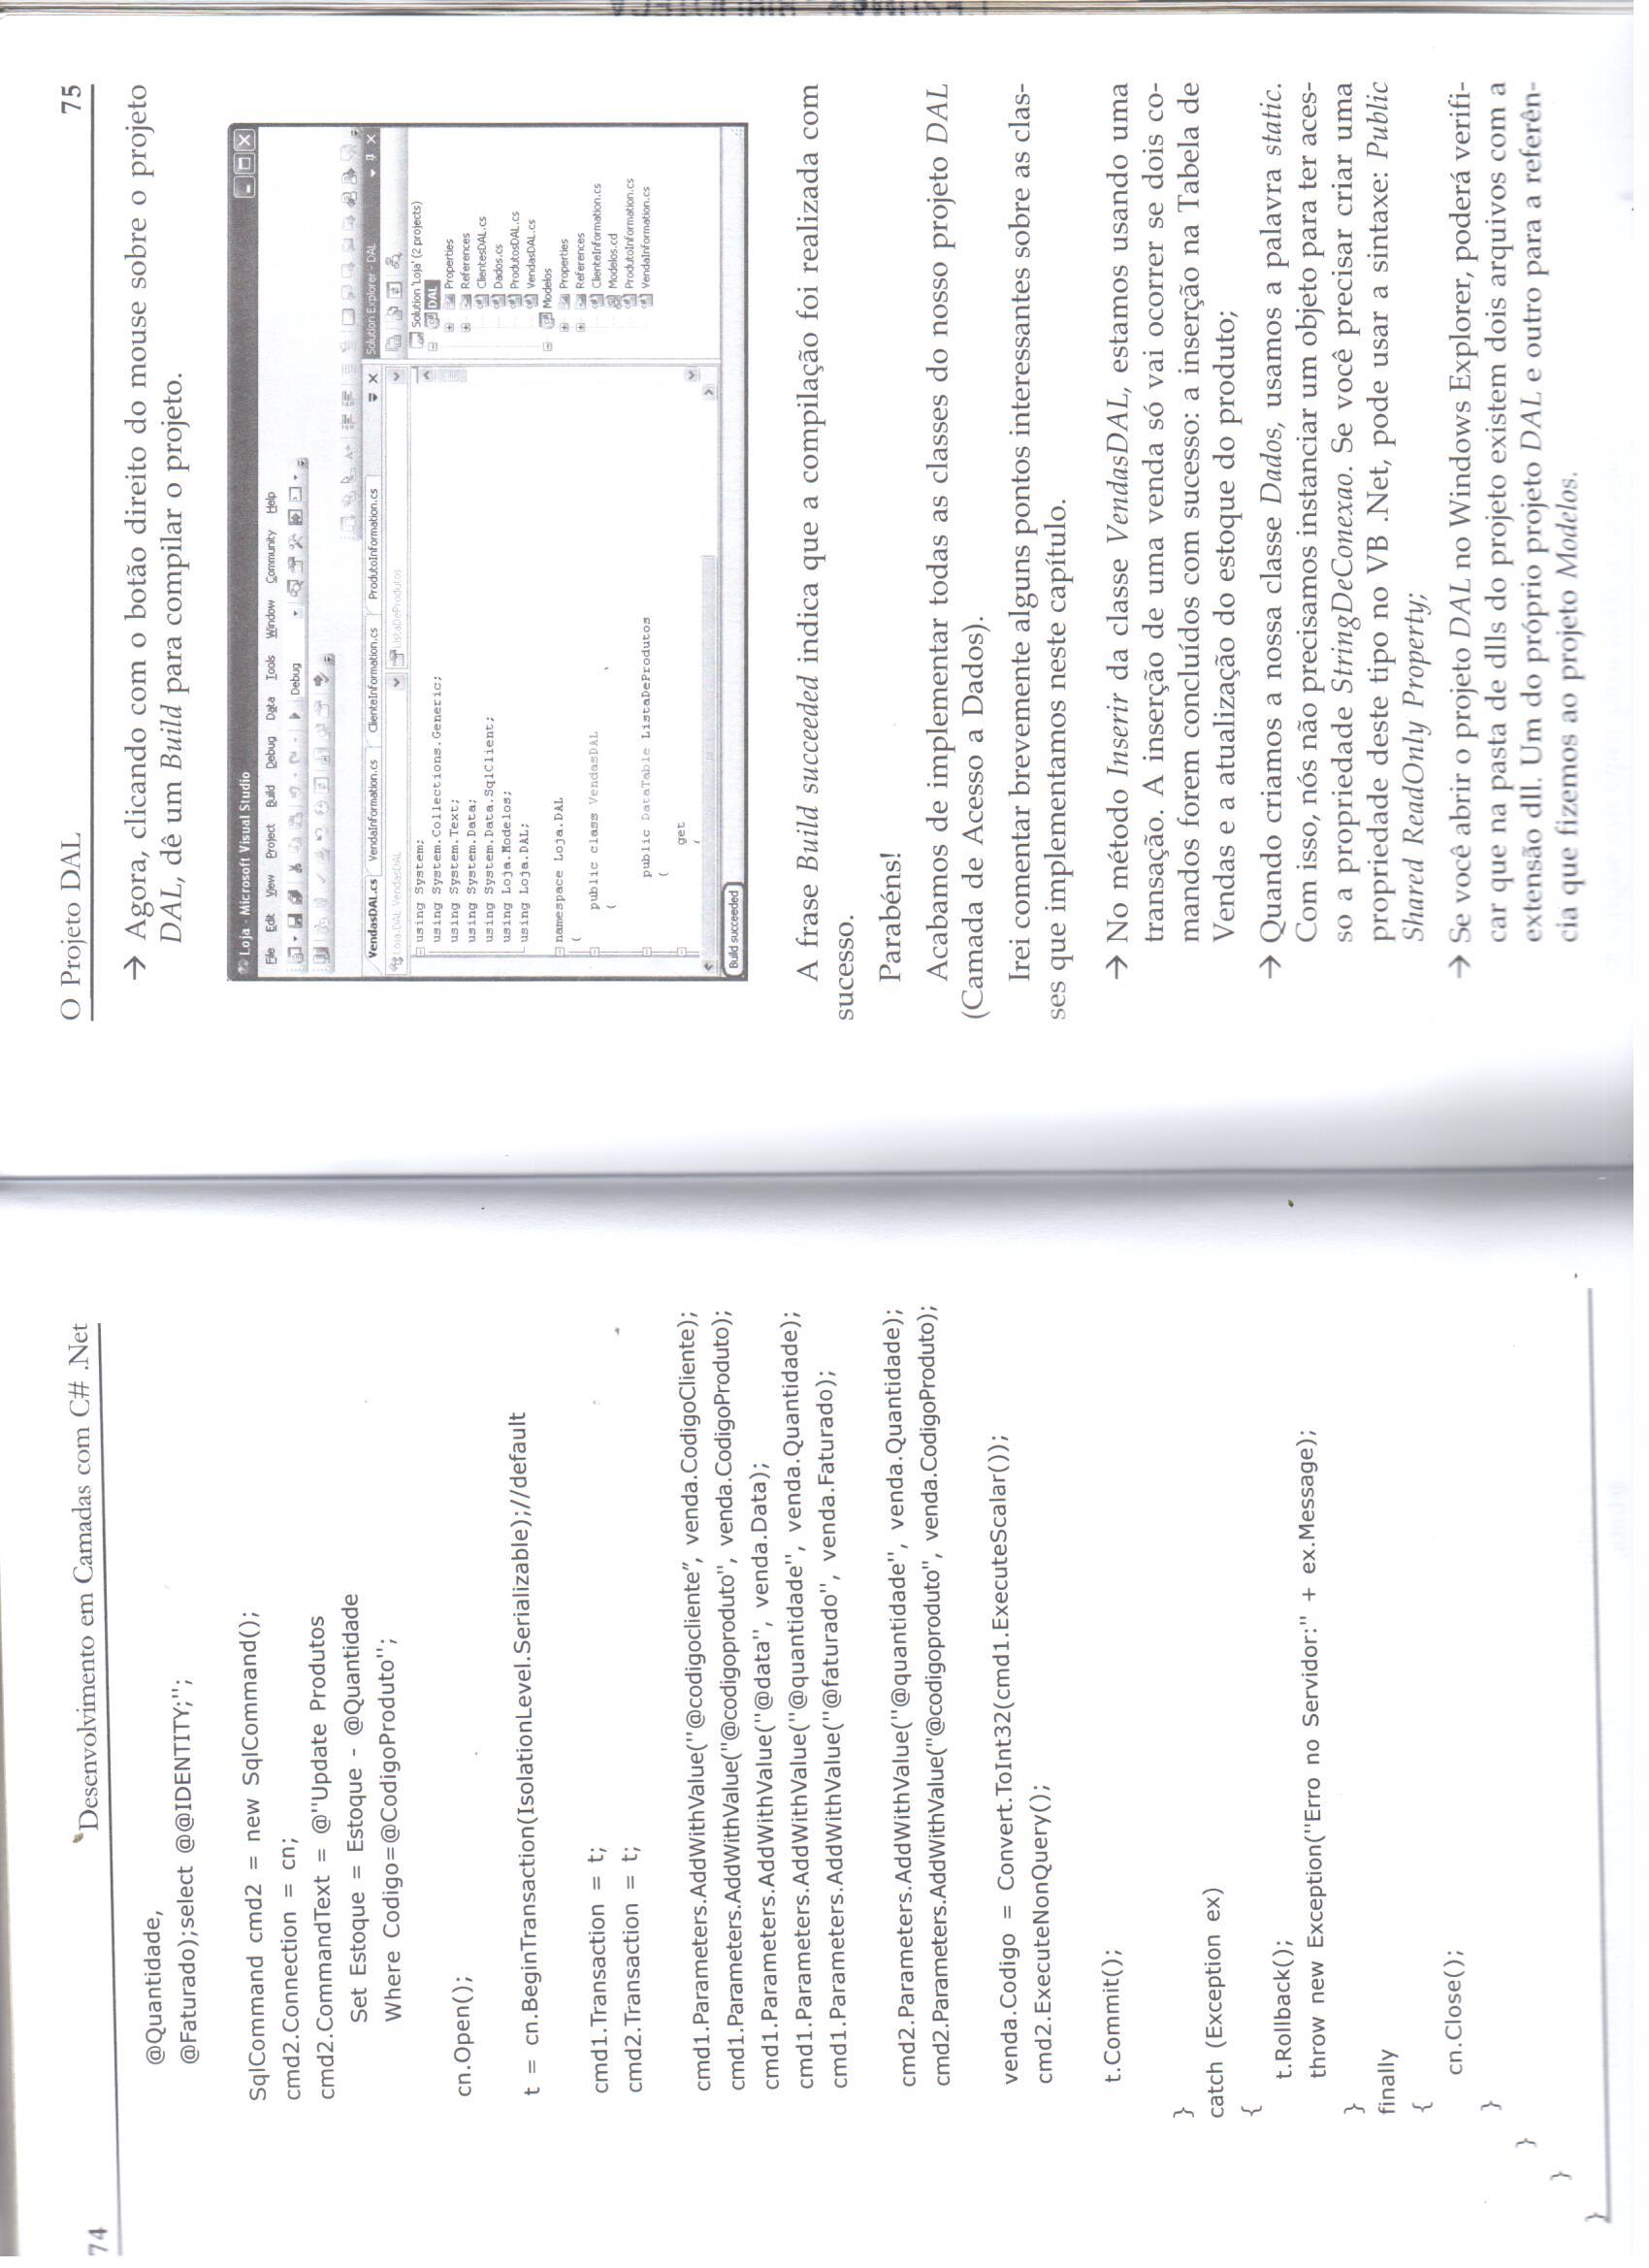 74
Desenvolvimento em Camadas com C# .Net
@Quantidade,
@Faturado);select @@IDENTITY;";
SqlCommand cmd2 = new SqlCommand();
cmd2.Connection = cn;
cmd2.CommandText = @"Update Produtos
Set Estoque = Estoque - @Quantidade
Where Codigo=@CodigoProduto";
cn.Open();
t = cn.BeginTransaction(IsolationLevel.Serializable);//default
cmd1.Transaction = t;
cmd2.Transaction = t;
cmd1.Parameters.AddWithValue("@codigocliente", venda.CodigoCliente);
cmd1.Parameters.AddWithValue("@codigoproduto", venda.CodigoProduto);
cmd1.Parameters.AddWithValue("@data", venda.Data);
cmd1.Parameters.AddWithValue("@quantidade", venda.Quantidade);
cmd1.Parameters.AddWithValue("@faturado", venda.Faturado);
cmd2.Parameters.AddWithValue("@quantidade", venda.Quantidade);
cmd2.Parameters.AddWithValue("@codigoproduto", venda.CodigoProduto);
venda.Codigo = Convert.ToInt32(cmd1.ExecuteScalar());
cmd2.ExecuteNonQuery();
t.Commit();
}
catch (Exception ex)
{
t.Rollback();
throw new Exception("Erro no Servidor:" + ex.Message);
}
finally
{
cn.Close();
}
}
}
}
O Projeto DAL
75
→ Agora, clicando com o botão direito do mouse sobre o projeto
DAL, dê um Build para compilar o projeto.
Loja - Microsoft Visual Studio
File Edit View Project Build Debug Data Tools Window Community Help
Debug
VendasDAL.cs VendaInformation.cs ClienteInformation.cs ProdutoInformation.cs
Loja.DAL.VendasDAL
ListaDeProdutos
using System;
using System.Collections.Generic;
using System.Text;
using System.Data;
using System.Data.SqlClient;
using Loja.Modelos;
using Loja.DAL;
namespace Loja.DAL
{
public class VendasDAL
{
public DataTable ListaDeProdutos
{
get
{
Build succeeded
Solution Explorer - DAL
Solution 'Loja' (2 projects)
DAL
Properties
References
ClientesDAL.cs
Dados.cs
ProdutosDAL.cs
VendasDAL.cs
Modelos
Properties
References
ClienteInformation.cs
Modelos.cd
ProdutoInformation.cs
VendaInformation.cs
A frase Build succeeded indica que a compilação foi realizada com
sucesso.
Parabéns!
Acabamos de implementar todas as classes do nosso projeto DAL
(Camada de Acesso a Dados).
Irei comentar brevemente alguns pontos interessantes sobre as clas-
ses que implementamos neste capítulo.
→ No método Inserir da classe VendasDAL, estamos usando uma
transação. A inserção de uma venda só vai ocorrer se dois co-
mandos forem concluídos com sucesso: a inserção na Tabela de
Vendas e a atualização do estoque do produto;
→ Quando criamos a nossa classe Dados, usamos a palavra static.
Com isso, nós não precisamos instanciar um objeto para ter aces-
so a propriedade StringDeConexao. Se você precisar criar uma
propriedade deste tipo no VB .Net, pode usar a sintaxe: Public
Shared ReadOnly Property;
→ Se você abrir o projeto DAL no Windows Explorer, poderá verifi-
car que na pasta de dlls do projeto existem dois arquivos com a
extensão dll. Um do próprio projeto DAL e outro para a referên-
cia que fizemos ao projeto Modelos.